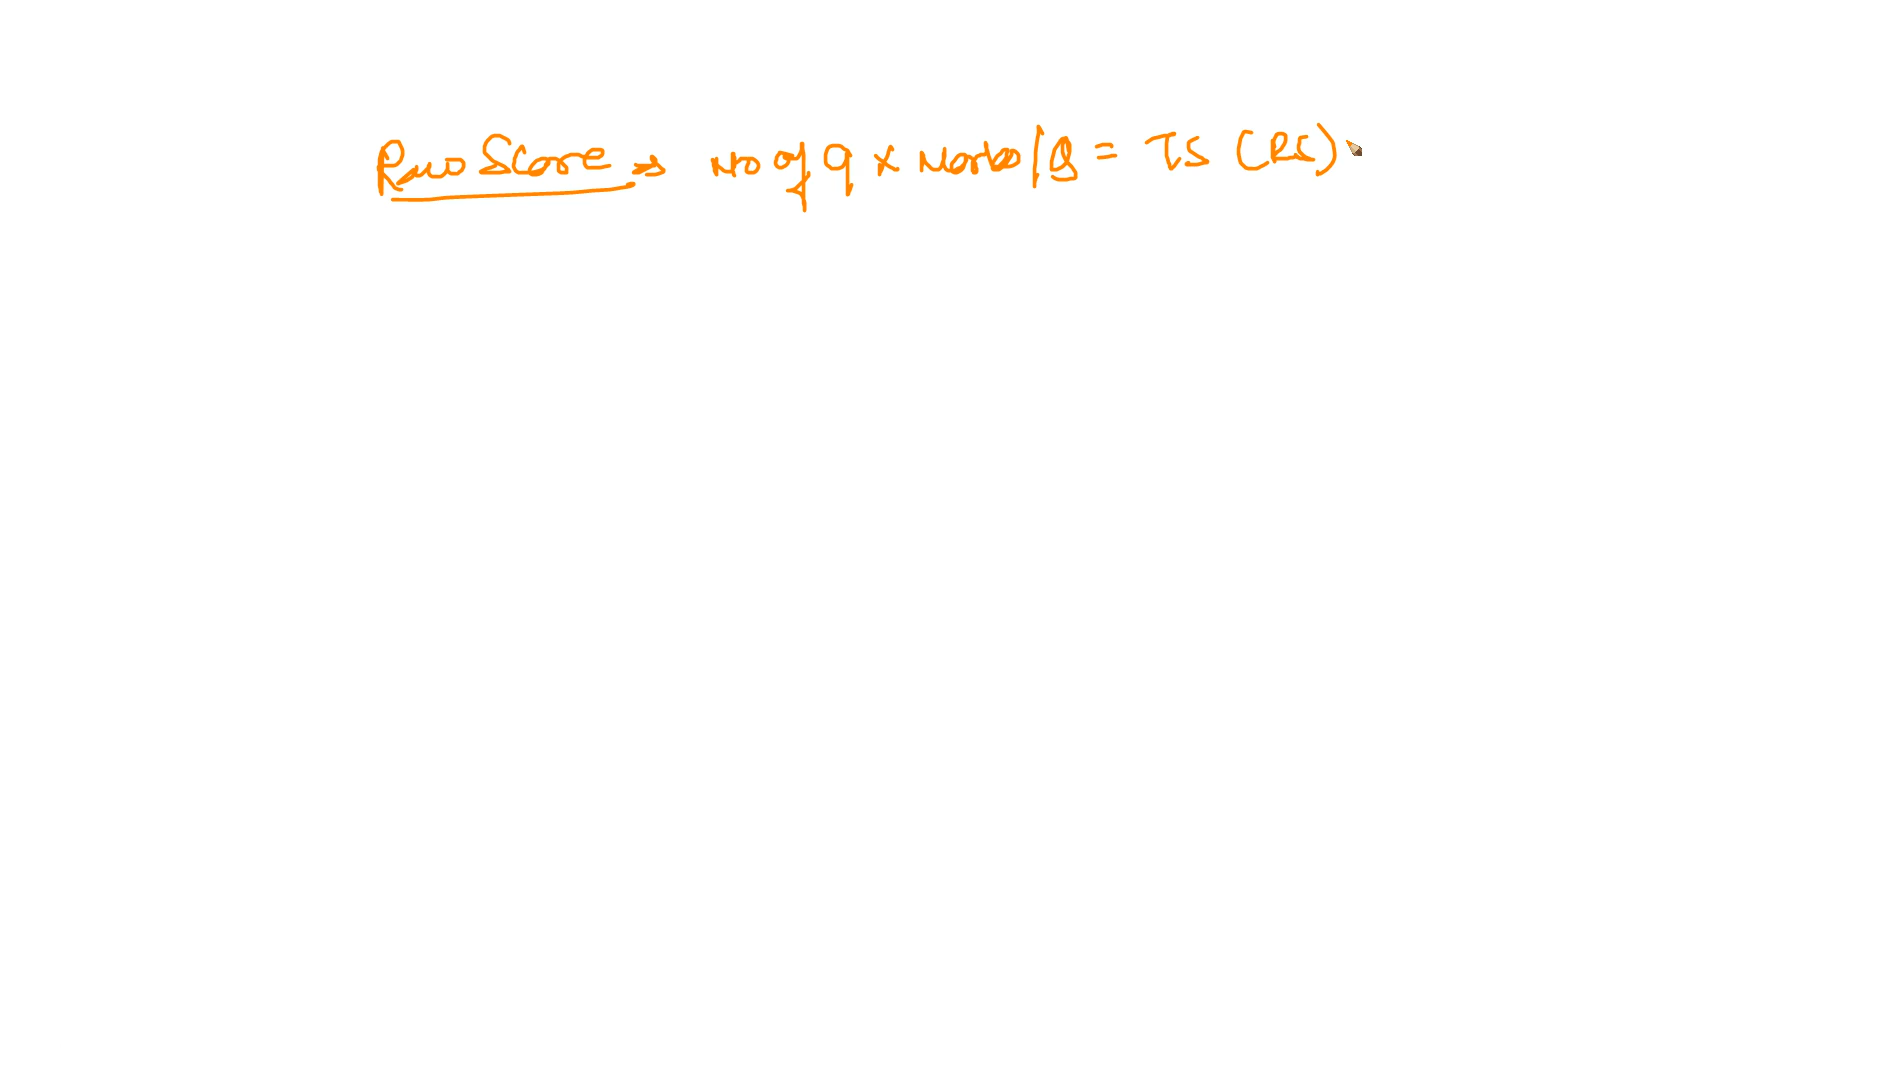 Raw Score → No of Q x Marks/Q = TS (RS)